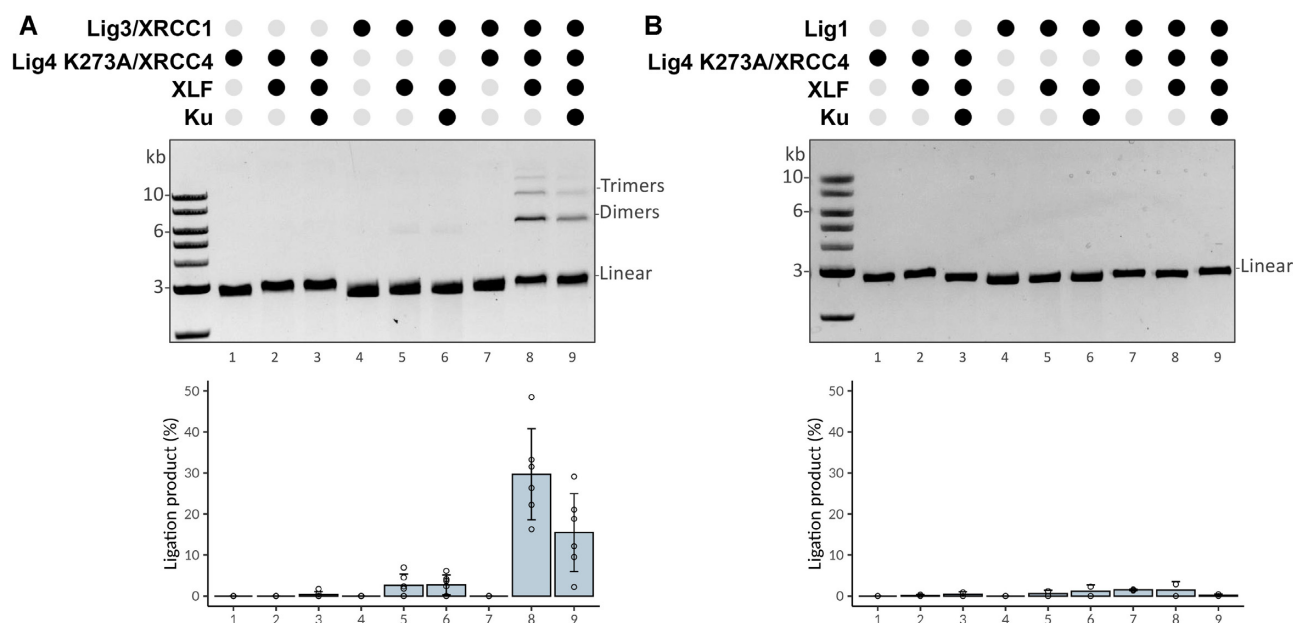 A
Lig3/XRCC1
Lig4 K273A/XRCC4
XLF
Ku
kb
10
6
3
Trimers
Dimers
Linear
1 2 3 4 5 6 7 8 9
Ligation product (%)
50
40
30
20
10
0
1 2 3 4 5 6 7 8 9
B
Lig1
Lig4 K273A/XRCC4
XLF
Ku
kb
10
6
3
Linear
1 2 3 4 5 6 7 8 9
Ligation product (%)
50
40
30
20
10
0
1 2 3 4 5 6 7 8 9